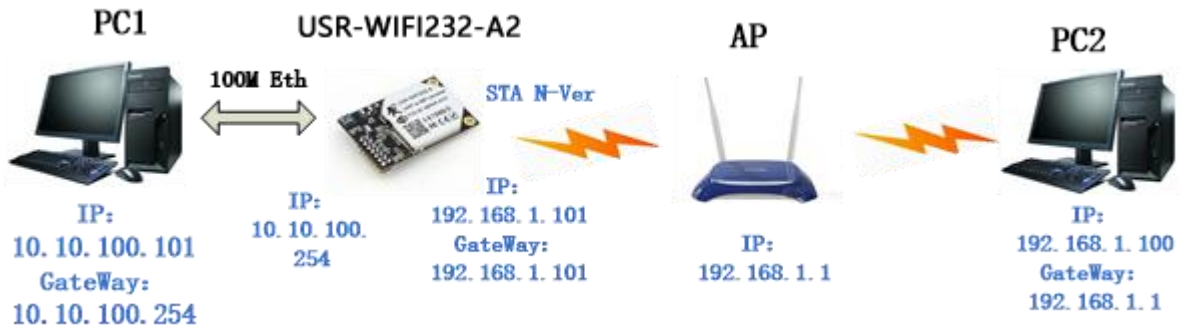 PC1
USR-WIFI232-A2
AP
PC2
100M Eth
STA N-Ver
IP:
10.10.100.101
GateWay:
10.10.100.254
IP:
10.10.100.
254
IP:
192.168.1.101
GateWay:
192.168.1.101
IP:
192.168.1.1
IP:
192.168.1.100
GateWay:
192.168.1.1